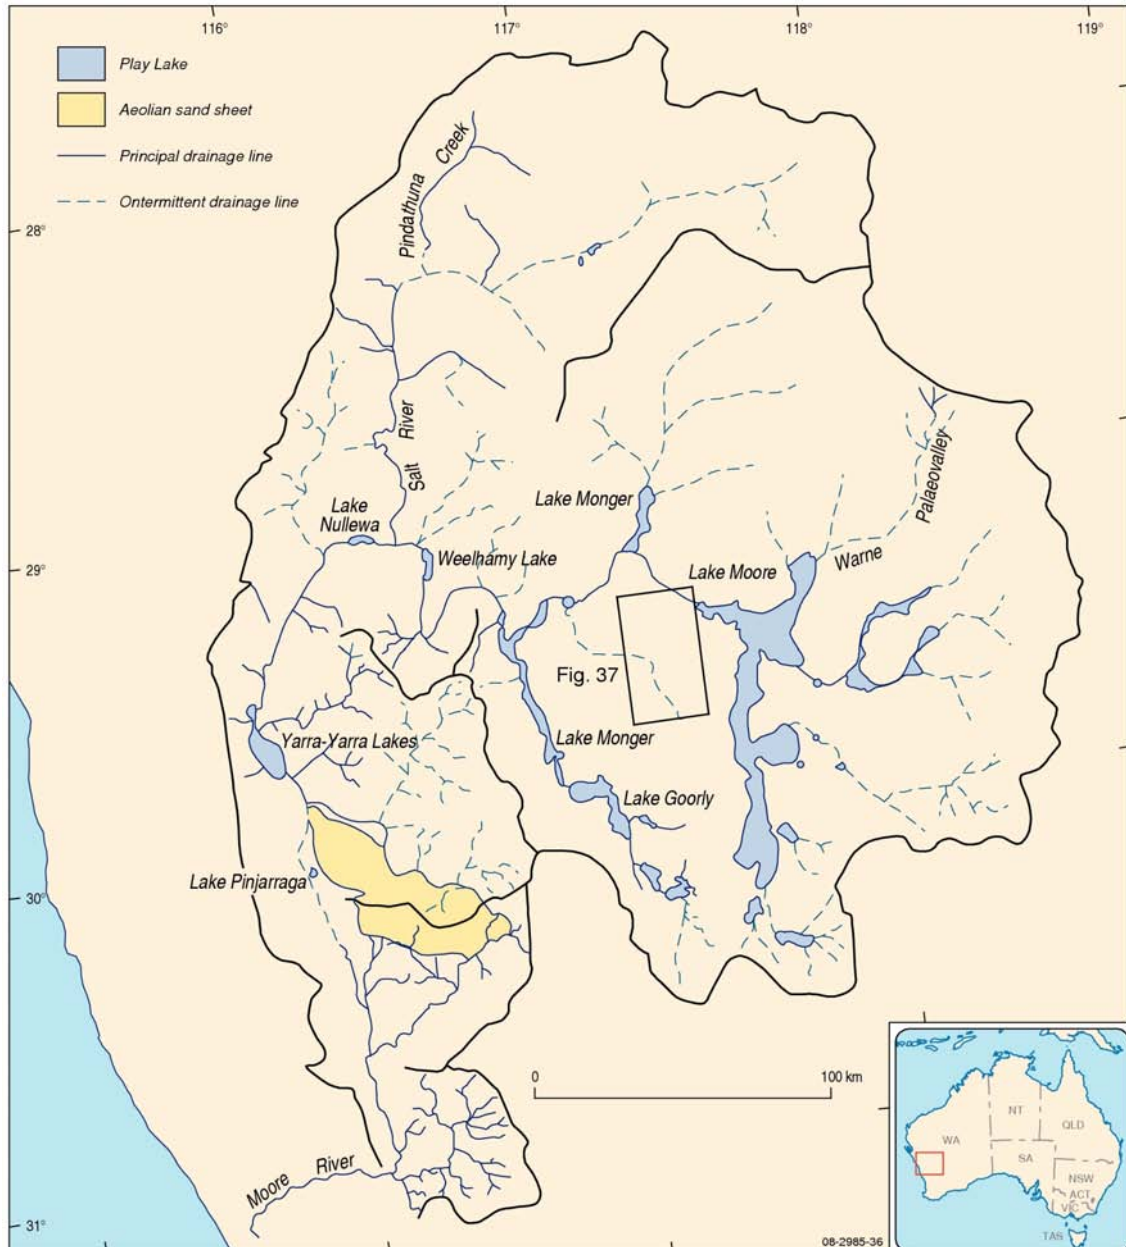 116°
117°
118°
119°
Play Lake
Aeolian sand sheet
Principal drainage line
Ontermittent drainage line
Pindathuna Creek
28°
Salt River
Palaeovalley
Lake
Nullewa
Lake Monger
Weelhamy Lake
Warne
29°
Lake Moore
Fig. 37
Yarra-Yarra Lakes
Lake Monger
Lake Goorly
Lake Pinjarraga
30°
0
100 km
Moore River
31°
NT
QLD
WA
SA
NSW
ACT
VIC
TAS
08-2985-36